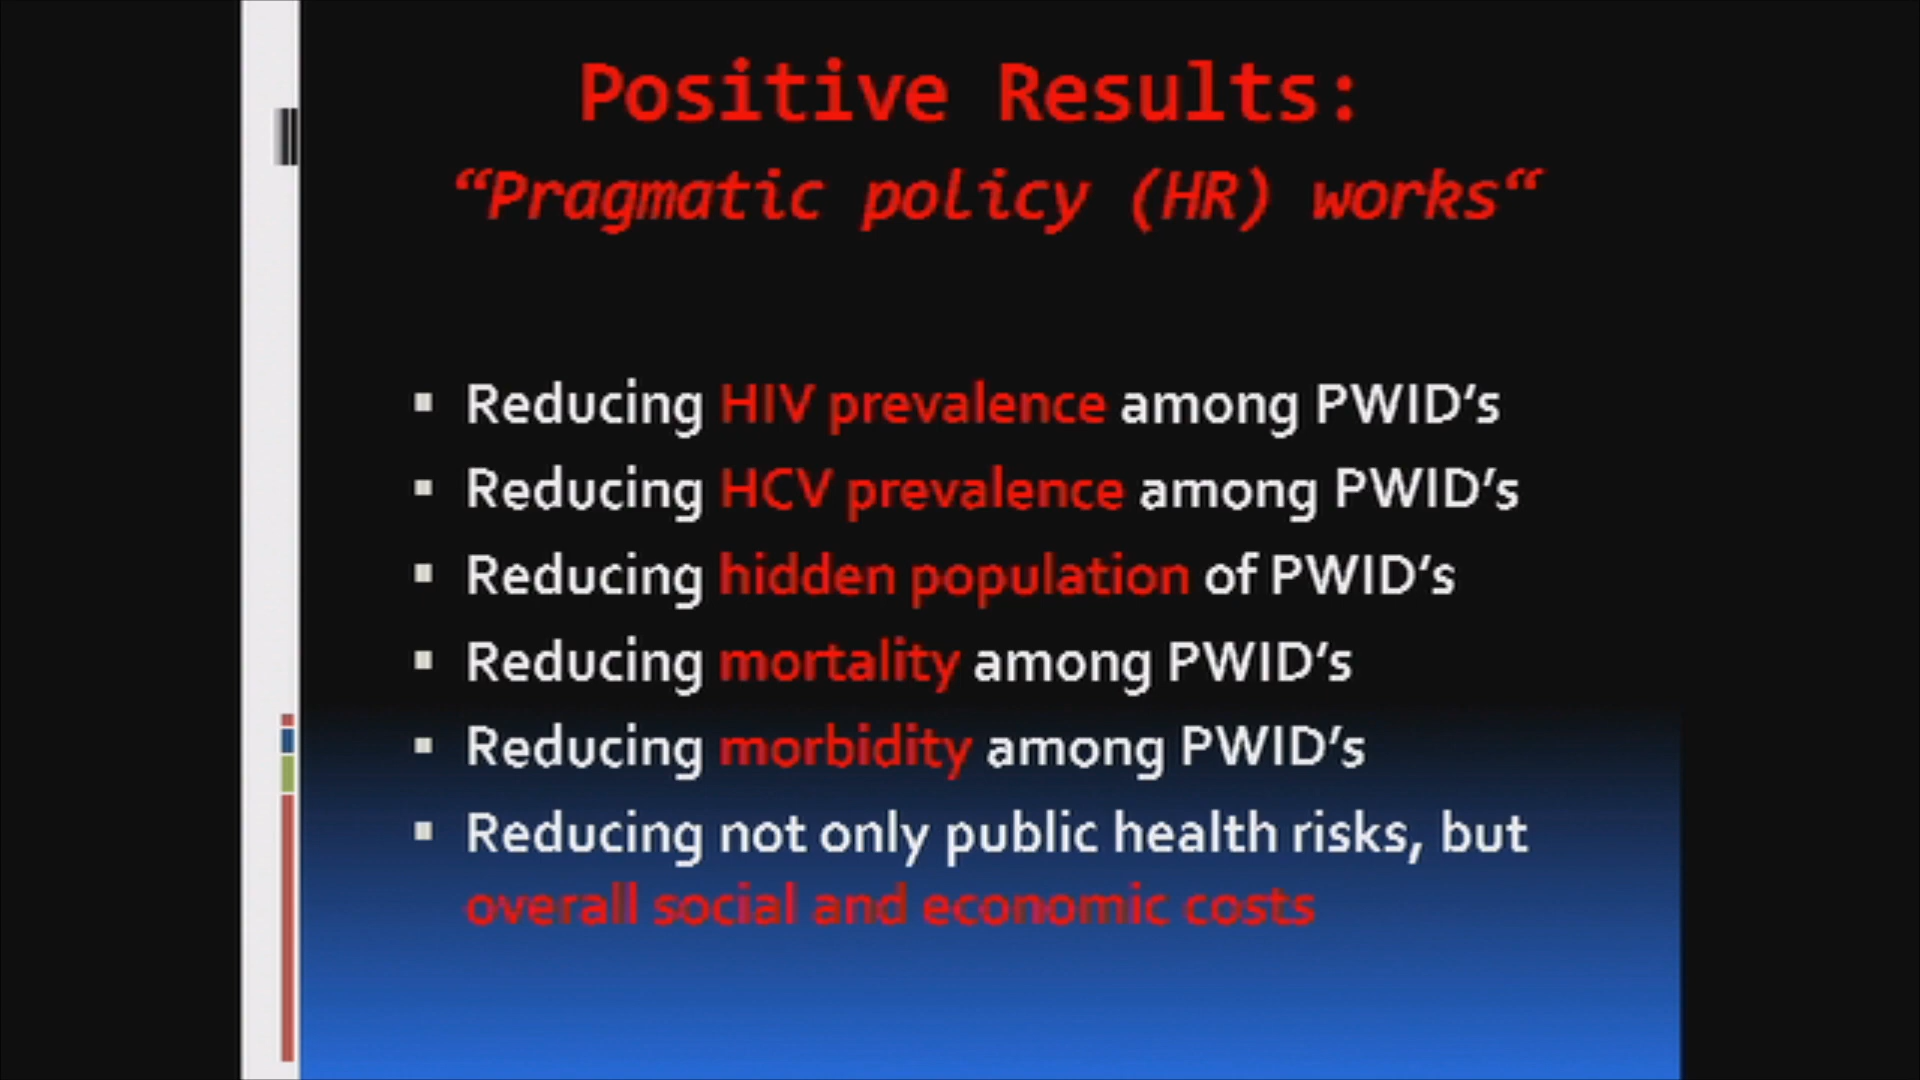 Positive Results:
“Pragmatic policy (HR) works“
▪ Reducing HIV prevalence among PWID’s
▪ Reducing HCV prevalence among PWID’s
▪ Reducing hidden population of PWID’s
▪ Reducing mortality among PWID’s
▪ Reducing morbidity among PWID’s
▪ Reducing not only public health risks, but
overall social and economic costs